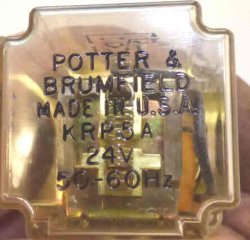 POTTER &
BRUMFIELD
MADE IN U.S.A.
KRP5A
24V
50-60Hz